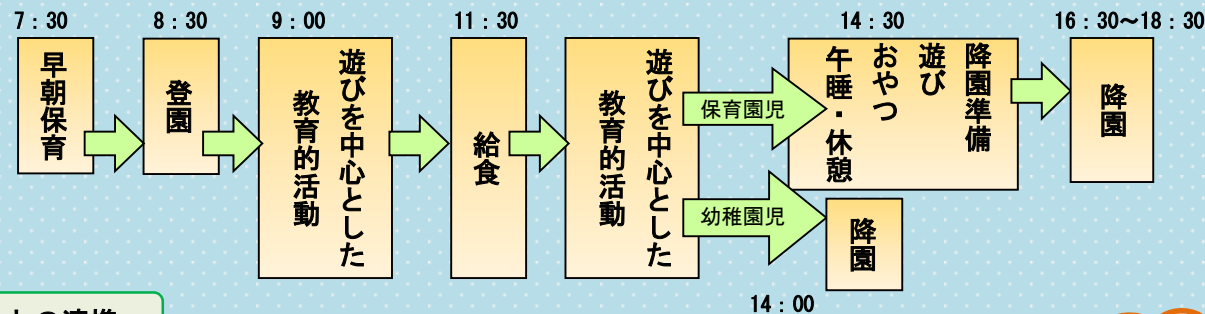 7：30
8：30
9：00
11：30
14：30
16：30～18：30
早朝保育
登園
遊びを中心とした
教育的活動
給食
遊びを中心とした
教育的活動
保育園児
幼稚園児
降園準備
遊び
おやつ
午睡・休憩
降園
降園
14：00
の連携